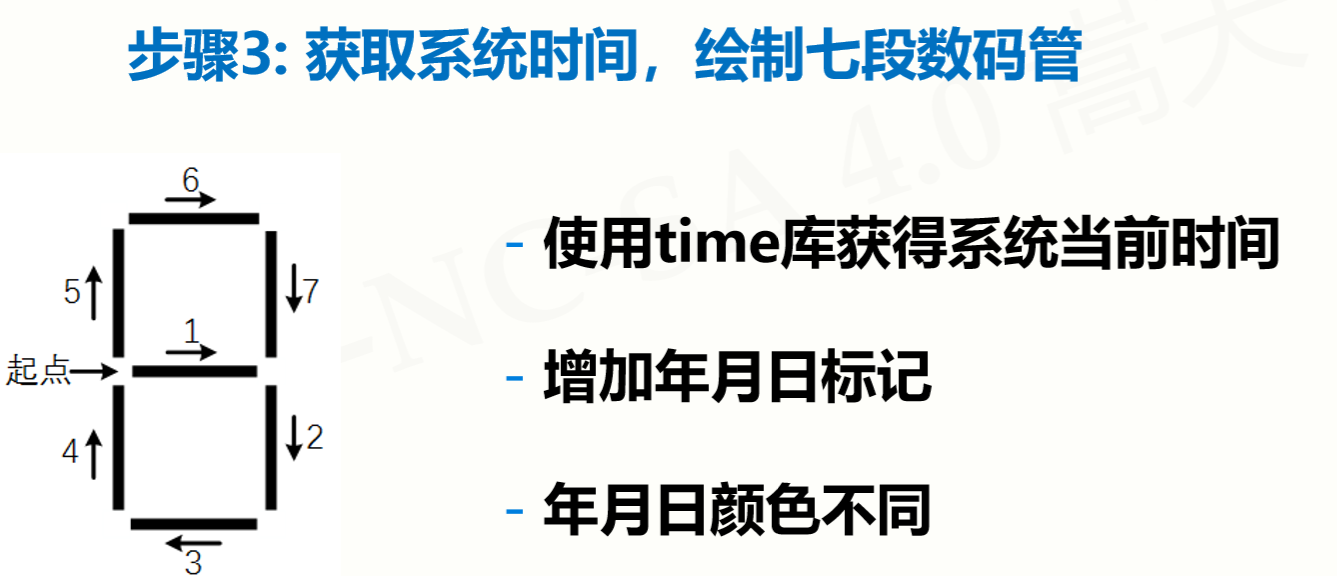 步骤3: 获取系统时间，绘制七段数码管
6
5
7
1
起点
4
2
3
- 使用time库获得系统当前时间
- 增加年月日标记
- 年月日颜色不同
-NC SA 4.0 嵩天